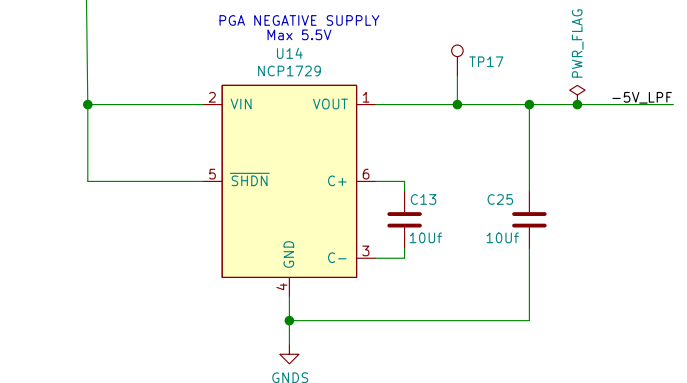 PGA NEGATIVE SUPPLY
Max 5.5V
U14
NCP1729
TP17
PWR_FLAG
-5V_LPF
2
VIN
VOUT
1
5
SHDN
C+
6
C13
10Uf
C25
10Uf
GND
C-
3
4
GNDS